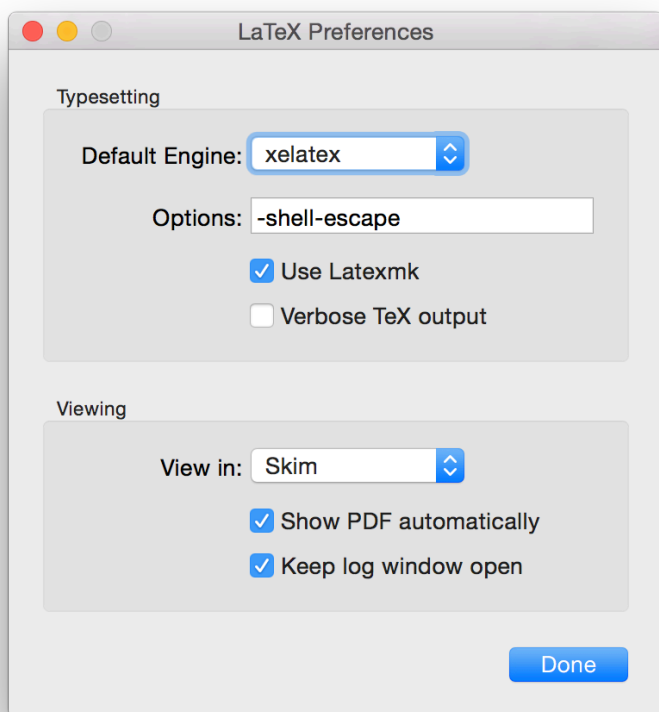 LaTeX Preferences
Typesetting
Default Engine: xelatex
Options: -shell-escape
Use Latexmk
Verbose TeX output
Viewing
View in: Skim
Show PDF automatically
Keep log window open
Done